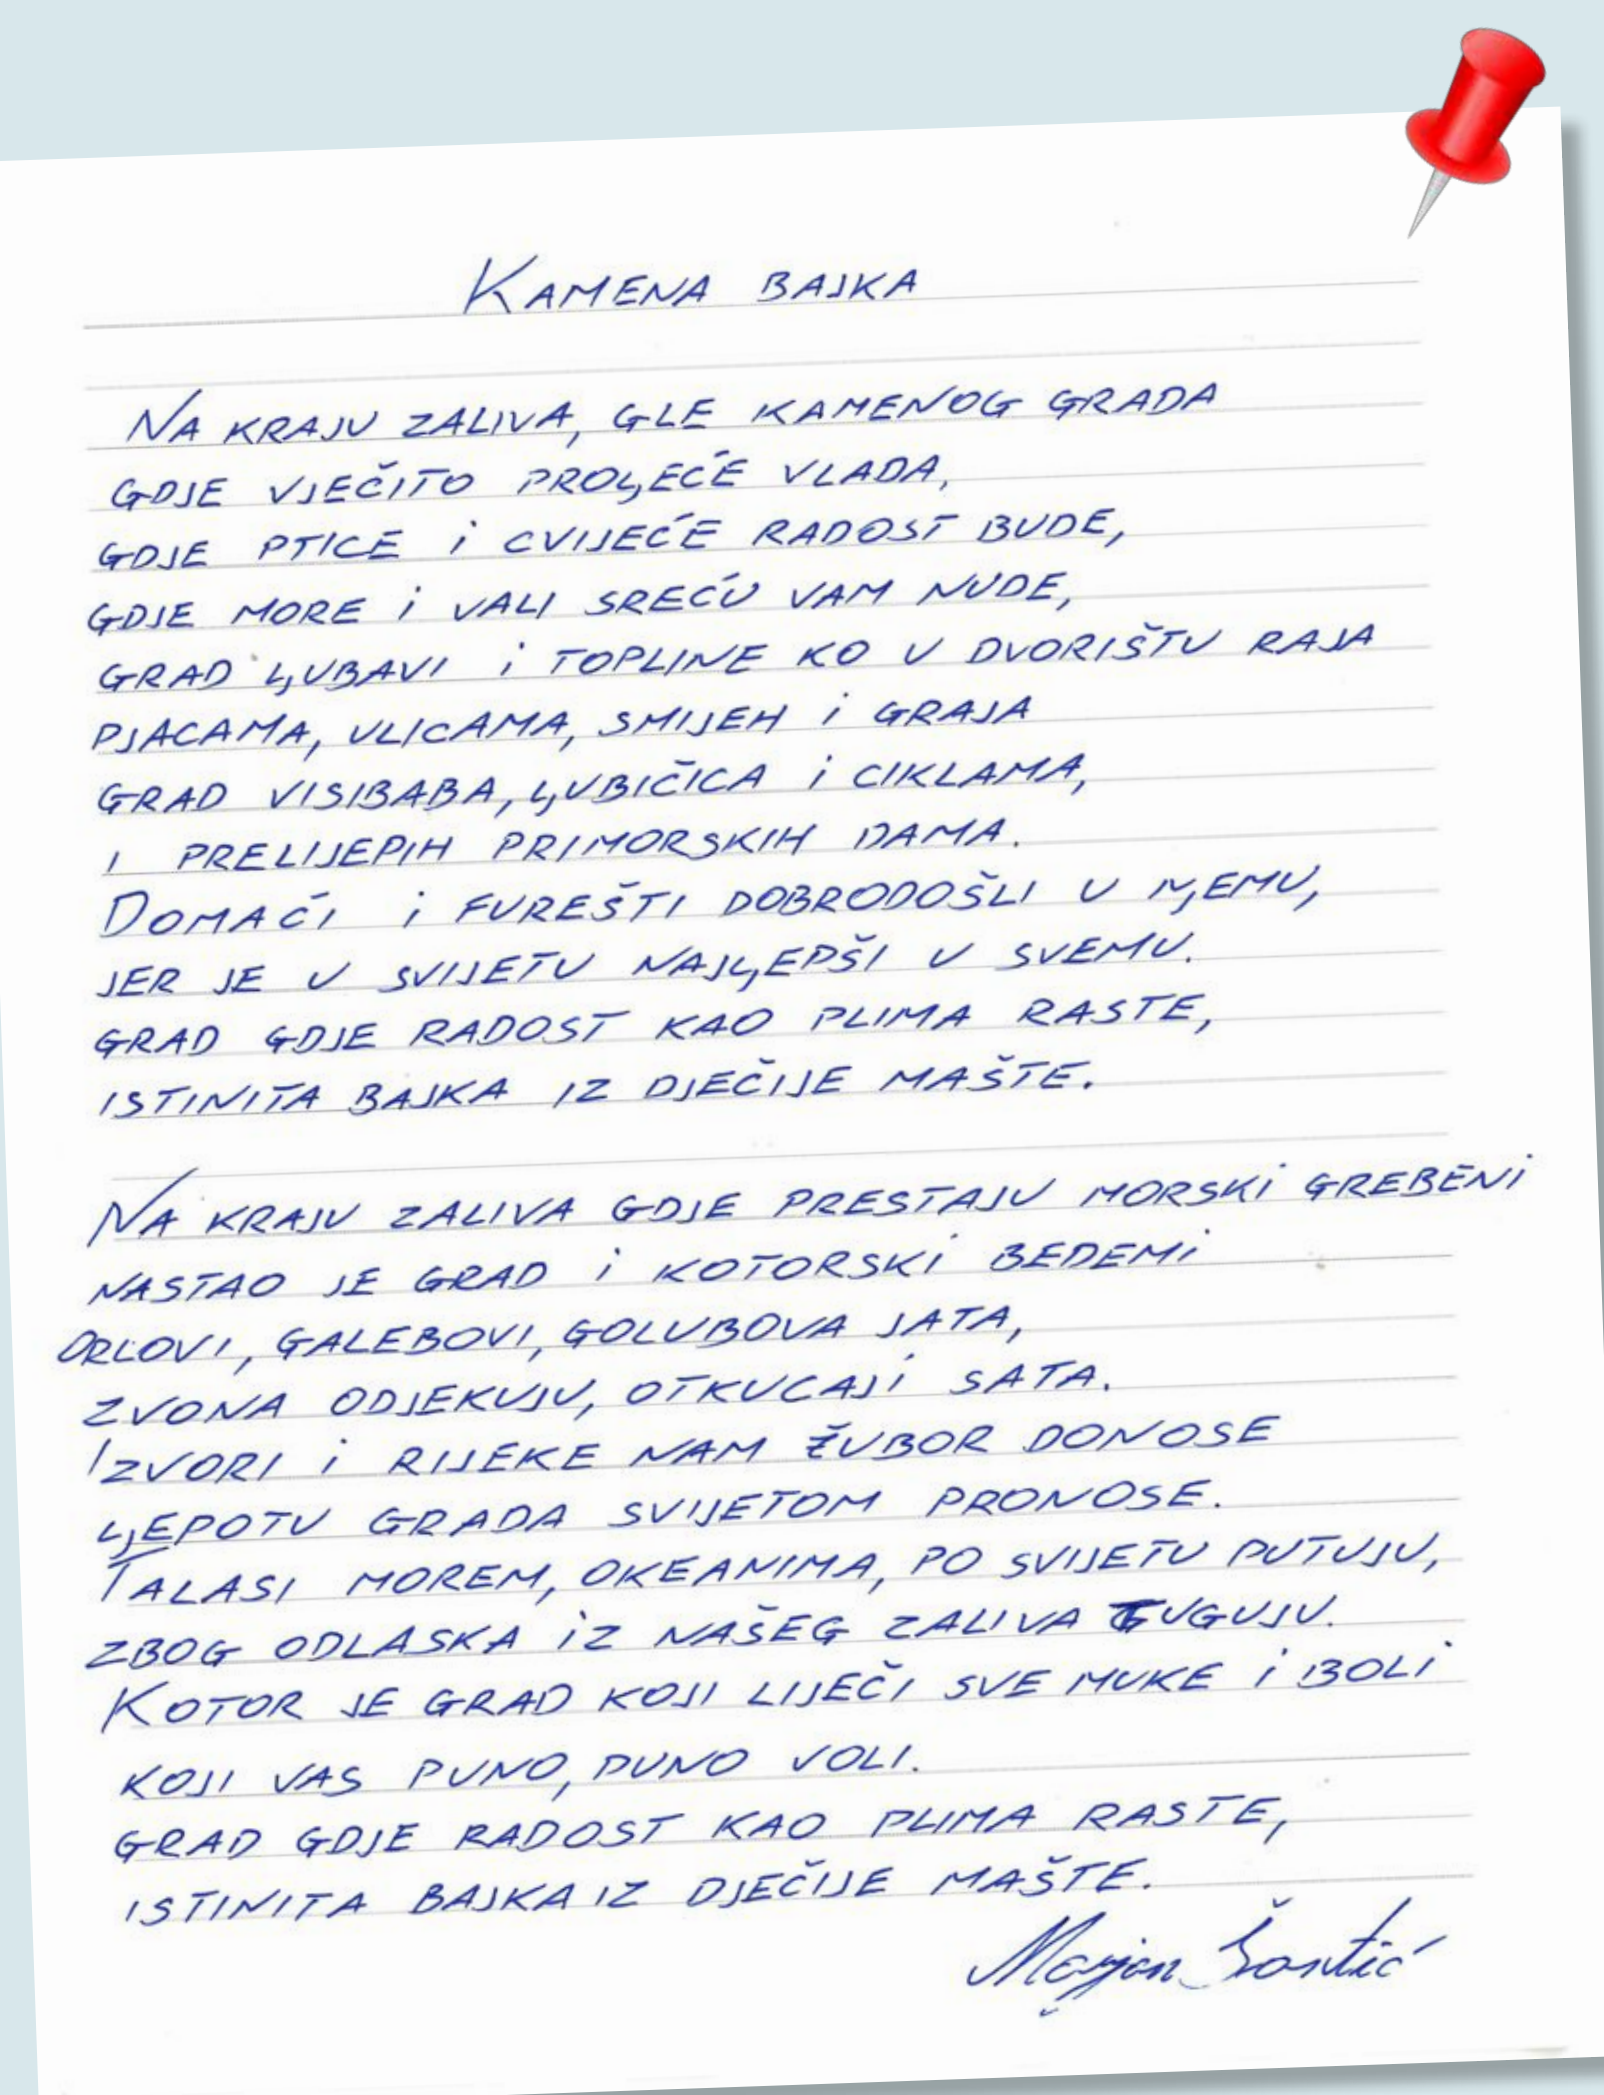 KAMENA BAJKA
NA KRAJU ZALIVA, GLE KAMENOG GRADA
GDJE VJEČITO PROLJEĆE VLADA,
GDJE PTICE I CVIJEĆE RADOST BUDE,
GDJE MORE I VALI SREĆU VAM NUDE,
GRAD LJUBAVI I TOPLINE KO U DVORIŠTU RAJA
PJACAMA, ULICAMA, SMIJEH I GRAJA
GRAD VISIBABA, LJUBIČICA I CIKLAMA,
I PRELIJEPIH PRIMORSKIH DAMA.
DOMAĆI I FUREŠTI DOBRODOŠLI U NJEMU,
JER JE U SVIJETU NAJLJEPŠI U SVEMU.
GRAD GDJE RADOST KAO PLIMA RASTE,
ISTINITA BAJKA IZ DJEČIJE MAŠTE.
NA KRAJU ZALIVA GDJE PRESTAJU MORSKI GREBENI
NASTAO JE GRAD I KOTORSKI BEDEMI
ORLOVI, GALEBOVI, GOLUBOVA JATA,
ZVONA ODJEKUJU, OTKUCAJI SATA.
IZVORI I RIJEKE NAM ŽUBOR DONOSE
LJEPOTU GRADA SVIJETOM PRONOSE.
TALASI MOREM, OKEANIMA, PO SVIJETU PUTUJU,
ZBOG ODLASKA IZ NAŠEG ZALIVA TUGUJU.
KOTOR JE GRAD KOJI LIJEČI SVE MUKE I BOLI
KOJI VAS PUNO, PUNO VOLI.
GRAD GDJE RADOST KAO PLIMA RASTE,
ISTINITA BAJKA IZ DJEČIJE MAŠTE.
Marjan